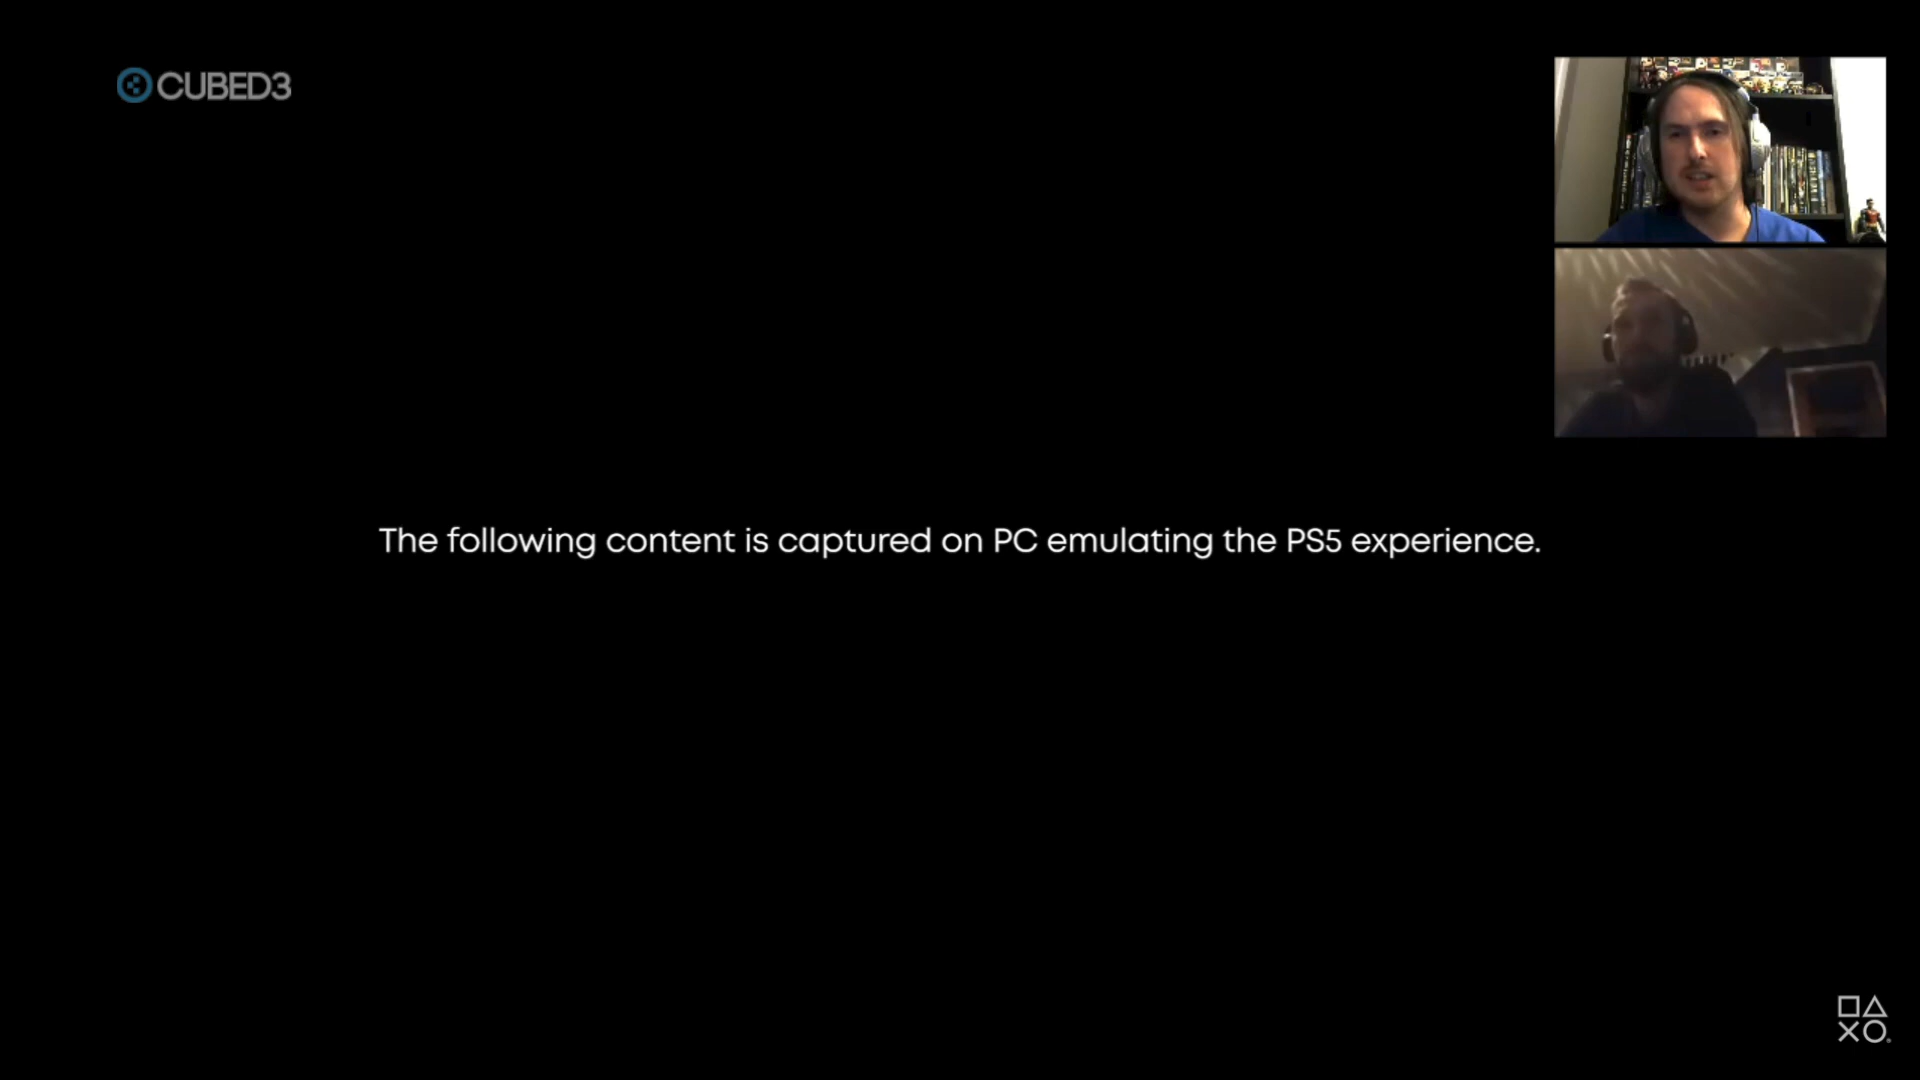 CUBED3
The following content is captured on PC emulating the PS5 experience.